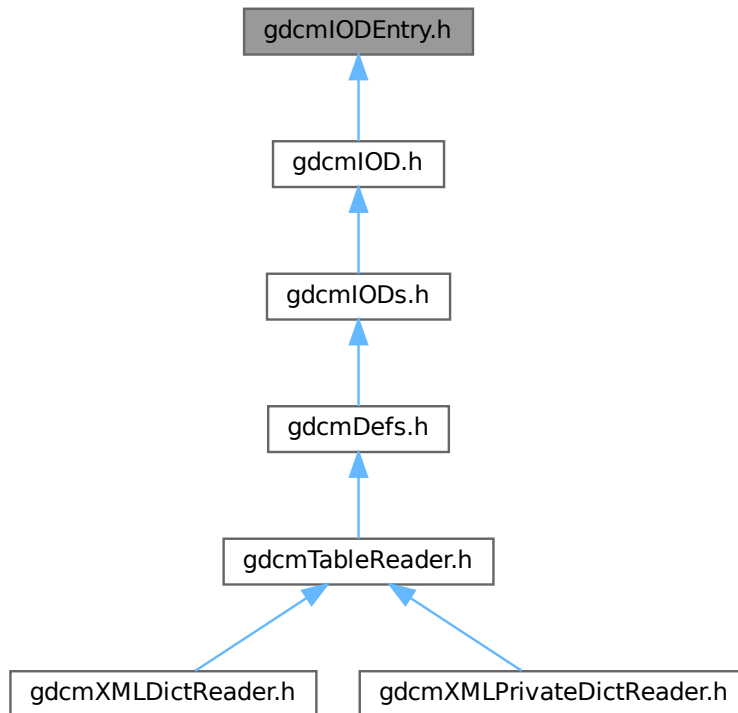 gdcmIODEntry.h
gdcmIOD.h
gdcmIODs.h
gdcmDefs.h
gdcmTableReader.h
gdcmXMLDictReader.h
gdcmXMLPrivateDictReader.h